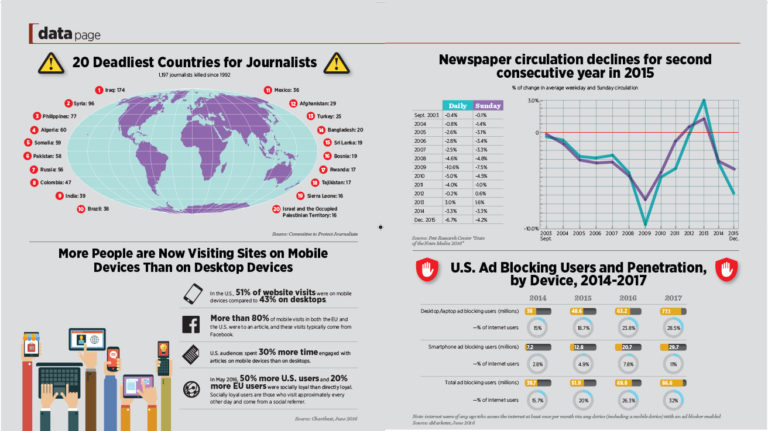 data page
20 Deadliest Countries for Journalists
1,197 journalists killed since 1992
1 Iraq: 174
2 Syria: 96
3 Philippines: 77
4 Algeria: 60
5 Somalia: 59
6 Pakistan: 58
7 Russia: 56
8 Colombia: 47
9 India: 39
10 Brazil: 38
11 Mexico: 36
12 Afghanistan: 29
13 Turkey: 25
14 Bangladesh: 20
15 Sri Lanka: 19
16 Bosnia: 19
17 Rwanda: 17
18 Tajikistan: 17
19 Sierra Leone: 16
20 Israel and the Occupied
Palestinian Territory: 16
Source: Committee to Protect Journalists
More People are Now Visiting Sites on Mobile
Devices Than on Desktop Devices
In the U.S., 51% of website visits were on mobile
devices compared to 43% on desktops.
More than 80% of mobile visits in both the EU and
the U.S. were to an article, and these visits typically come from
Facebook.
U.S. audiences spent 30% more time engaged with
articles on mobile devices than on desktops.
In May 2016, 50% more U.S. users and 20%
more EU users were socially loyal than directly loyal.
Socially loyal users are those who visit approximately every
other day and come from a social referrer.
Source: Chartbeat, June 2016
Newspaper circulation declines for second
consecutive year in 2015
% of change in average weekday and Sunday circulation
Daily Sunday
Sept. 2003 -0.4% -0.1%
2004 -0.8% -1.4%
2005 -2.6% -3.1%
2006 -2.8% -3.4%
2007 -2.5% -3.3%
2008 -4.6% -4.8%
2009 -10.6% -7.5%
2010 -5.0% -4.5%
2011 -4.0% 1.0%
2012 -0.2% 0.6%
2013 3.0% 1.6%
2014 -3.3% -3.3%
Dec. 2015 -6.7% -4.2%
3.0%
0
-10.0%
2003 2004 2005 2006 2007 2008 2009 2010 2011 2012 2013 2014 2015
Sept. Dec.
Source: Pew Research Center "State
of the News Media 2016"
U.S. Ad Blocking Users and Penetration,
by Device, 2014-2017
2014 2015 2016 2017
Desktop/laptop ad blocking users (millions) 38 48.6 63.2 77.1
—% of internet users 15% 18.7% 23.8% 28.5%
Smartphone ad blocking users (millions) 7.2 12.8 20.7 29.7
—% of internet users 2.8% 4.9% 7.8% 11%
Total ad blocking users (millions) 39.7 51.9 69.8 86.6
—% of internet users 15.7% 20% 26.3% 32%
Note: internet users of any age who access the internet at least once per month via any device (including a mobile device) with an ad blocker enabled
Source: eMarketer, June 2016